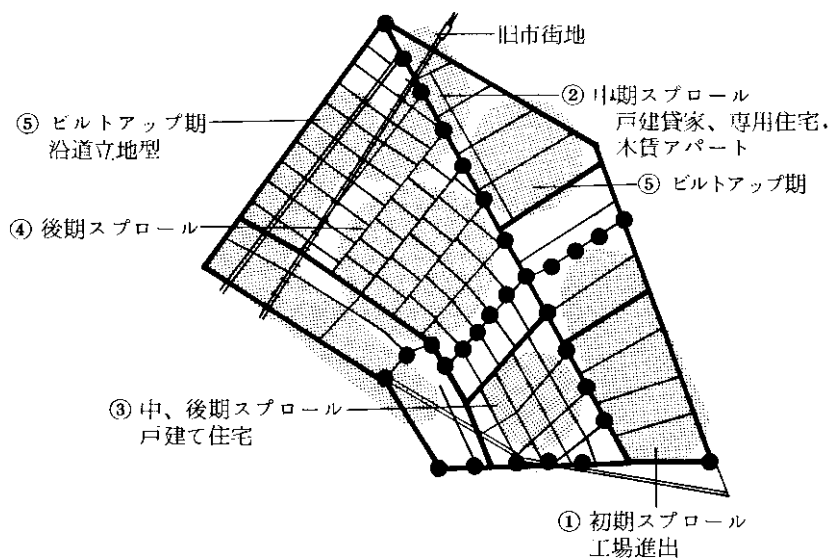 旧市街地
② 中期スプロール
戸建貸家、専用住宅、
木賃アパート
⑤ ビルトアップ期
沿道立地型
⑤ ビルトアップ期
④ 後期スプロール
③ 中、後期スプロール
戸建て住宅
① 初期スプロール
工場進出